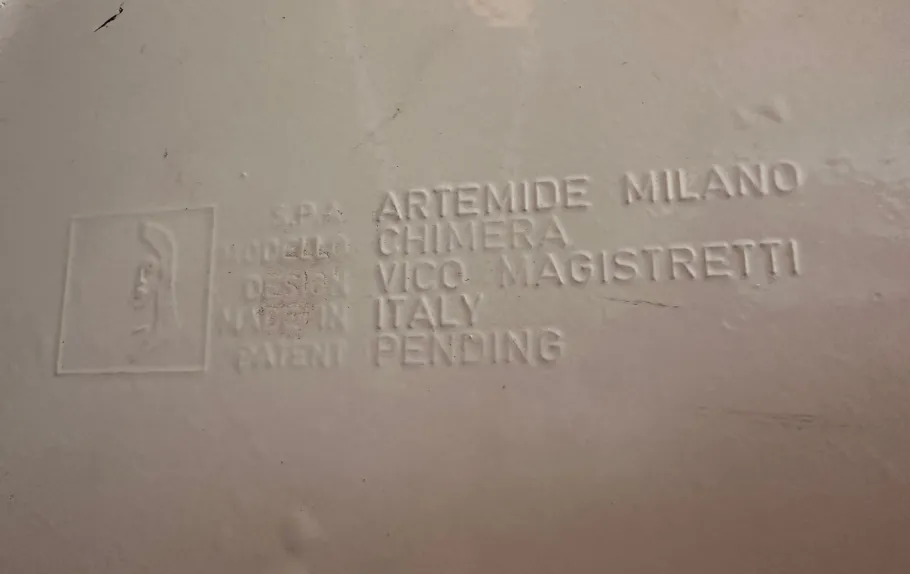 S.P.A. ARTEMIDE MILANO
MODELLO CHIMERA
DESIGN VICO MAGISTRETTI
MADE IN ITALY
PATENT PENDING